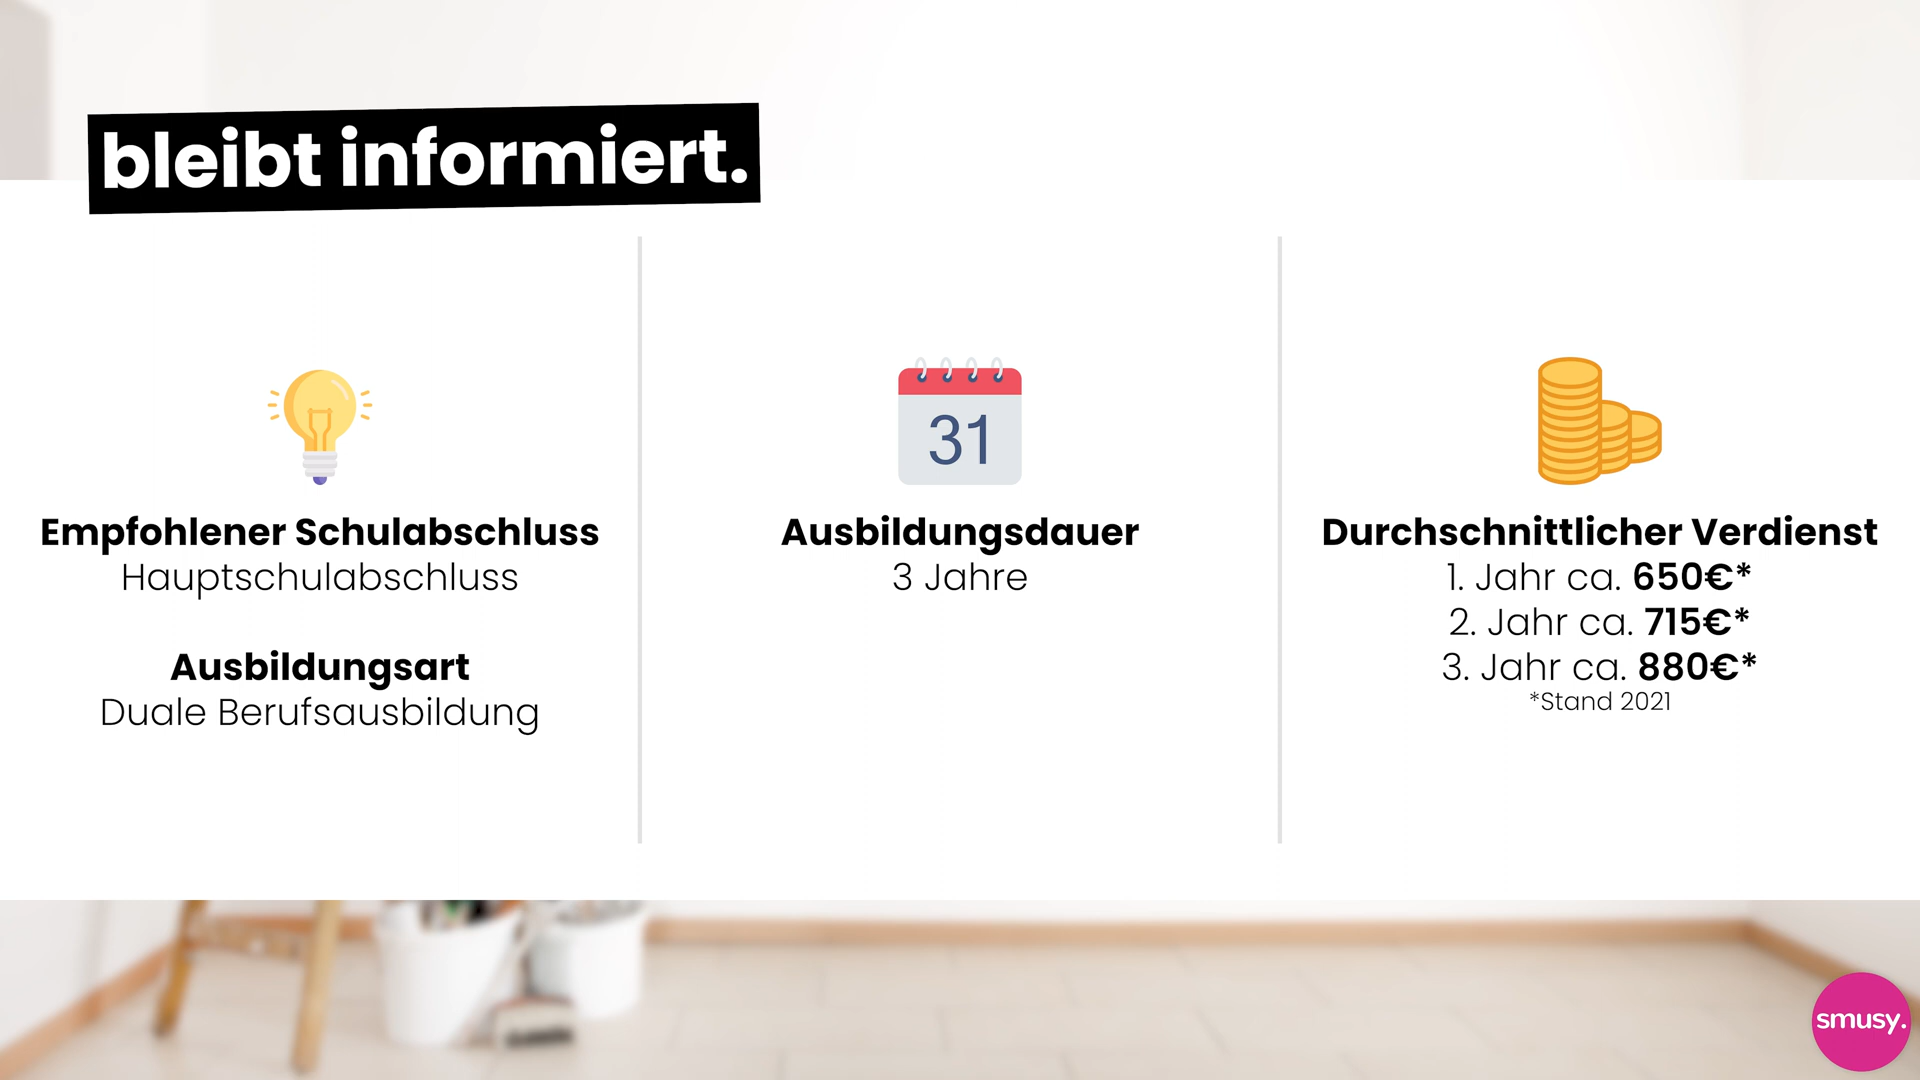 bleibt informiert.
Empfohlener Schulabschluss
Hauptschulabschluss
Ausbildungsart
Duale Berufsausbildung
31
Ausbildungsdauer
3 Jahre
Durchschnittlicher Verdienst
1. Jahr ca. 650€*
2. Jahr ca. 715€*
3. Jahr ca. 880€*
*Stand 2021
smusy.